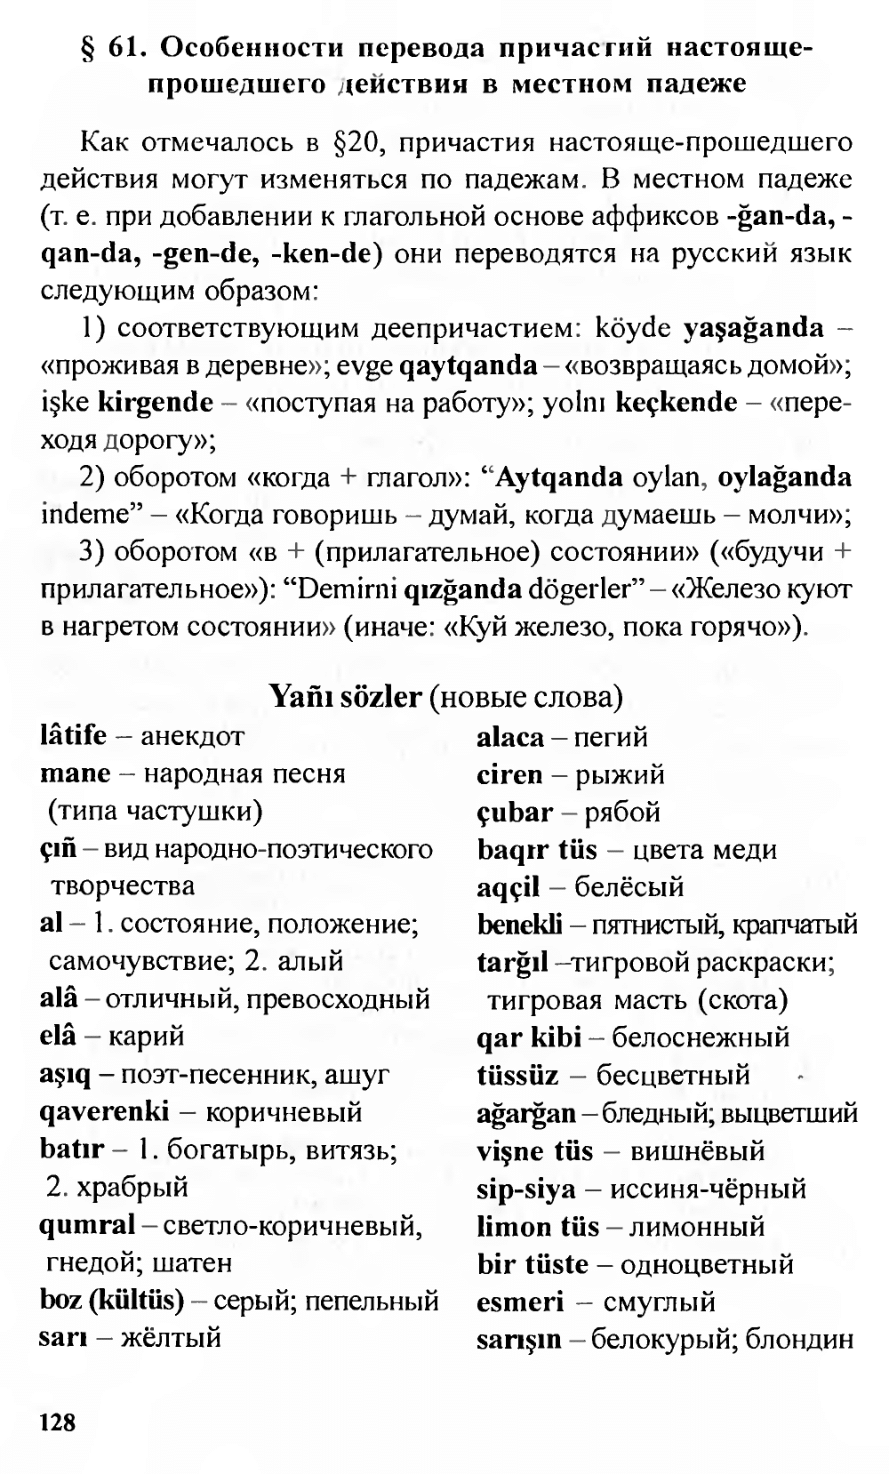 § 61. Особенности перевода причастий настояще-
прошедшего действия в местном падеже
Как отмечалось в §20, причастия настояще-прошедшего
действия могут изменяться по падежам. В местном падеже
(т. е. при добавлении к глагольной основе аффиксов -ğan-da, -
qan-da, -gen-de, -ken-de) они переводятся на русский язык
следующим образом:
1) соответствующим деепричастием: köyde yaşağanda –
«проживая в деревне»; evge qaytqanda – «возвращаясь домой»;
işke kirgende – «поступая на работу»; yolnı keçkende – «пере-
ходя дорогу»;
2) оборотом «когда + глагол»: “Aytqanda oylan, oylağanda
indeme” – «Когда говоришь – думай, когда думаешь – молчи»;
3) оборотом «в + (прилагательное) состоянии» («будучи +
прилагательное»): “Demirni qızğanda dögerler” – «Железо куют
в нагретом состоянии» (иначе: «Куй железо, пока горячо»).
Yañı sözler (новые слова)
lâtife – анекдот
mane – народная песня
(типа частушки)
çıñ – вид народно-поэтического
творчества
al – 1. состояние, положение;
самочувствие; 2. алый
alâ – отличный, превосходный
elâ – карий
aşıq – поэт-песенник, ашуг
qaverenki – коричневый
batır – 1. богатырь, витязь;
2. храбрый
qumral – светло-коричневый,
гнедой; шатен
boz (kültüs) – серый; пепельный
sarı – жёлтый
alaca – пегий
ciren – рыжий
çubar – рябой
baqır tüs – цвета меди
aqçil – белёсый
benekli – пятнистый, крапчатый
tarğıl –тигровой раскраски;
тигровая масть (скота)
qar kibi – белоснежный
tüssüz – бесцветный
ağarğan – бледный; выцветший
vişne tüs – вишнёвый
sip-siya – иссиня-чёрный
limon tüs – лимонный
bir tüste – одноцветный
esmeri – смуглый
sarışın – белокурый; блондин
128